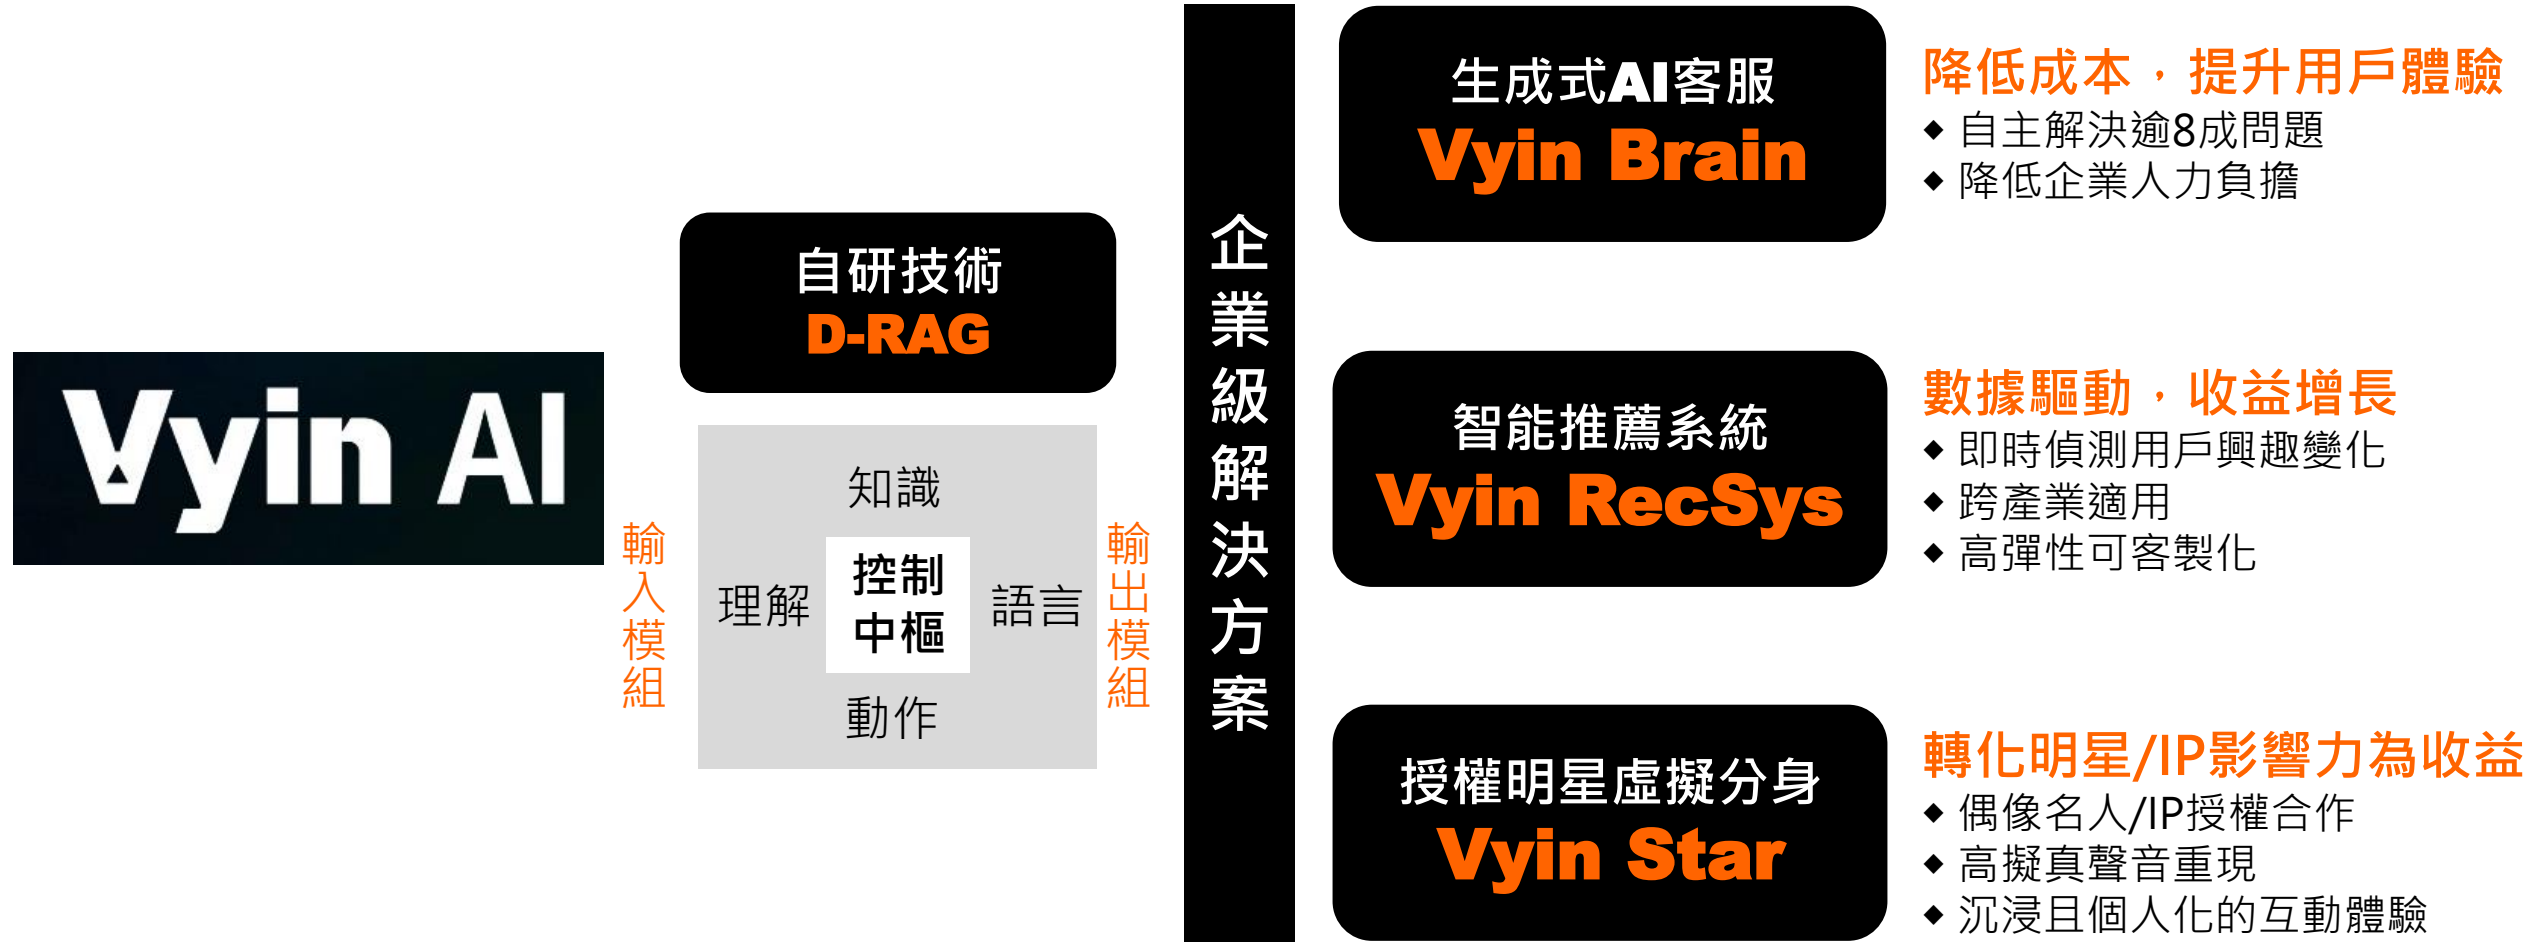 Vyin AI
自研技術
D-RAG
輸入模組
知識
理解
控制
中樞
語言
動作
輸出模組
企業級解決方案
生成式AI客服
Vyin Brain
降低成本，提升用戶體驗
◆ 自主解決逾8成問題
◆ 降低企業人力負擔
智能推薦系統
Vyin RecSys
數據驅動，收益增長
◆ 即時偵測用戶興趣變化
◆ 跨產業適用
◆ 高彈性可客製化
授權明星虛擬分身
Vyin Star
轉化明星/IP影響力為收益
◆ 偶像名人/IP授權合作
◆ 高擬真聲音重現
◆ 沉浸且個人化的互動體驗